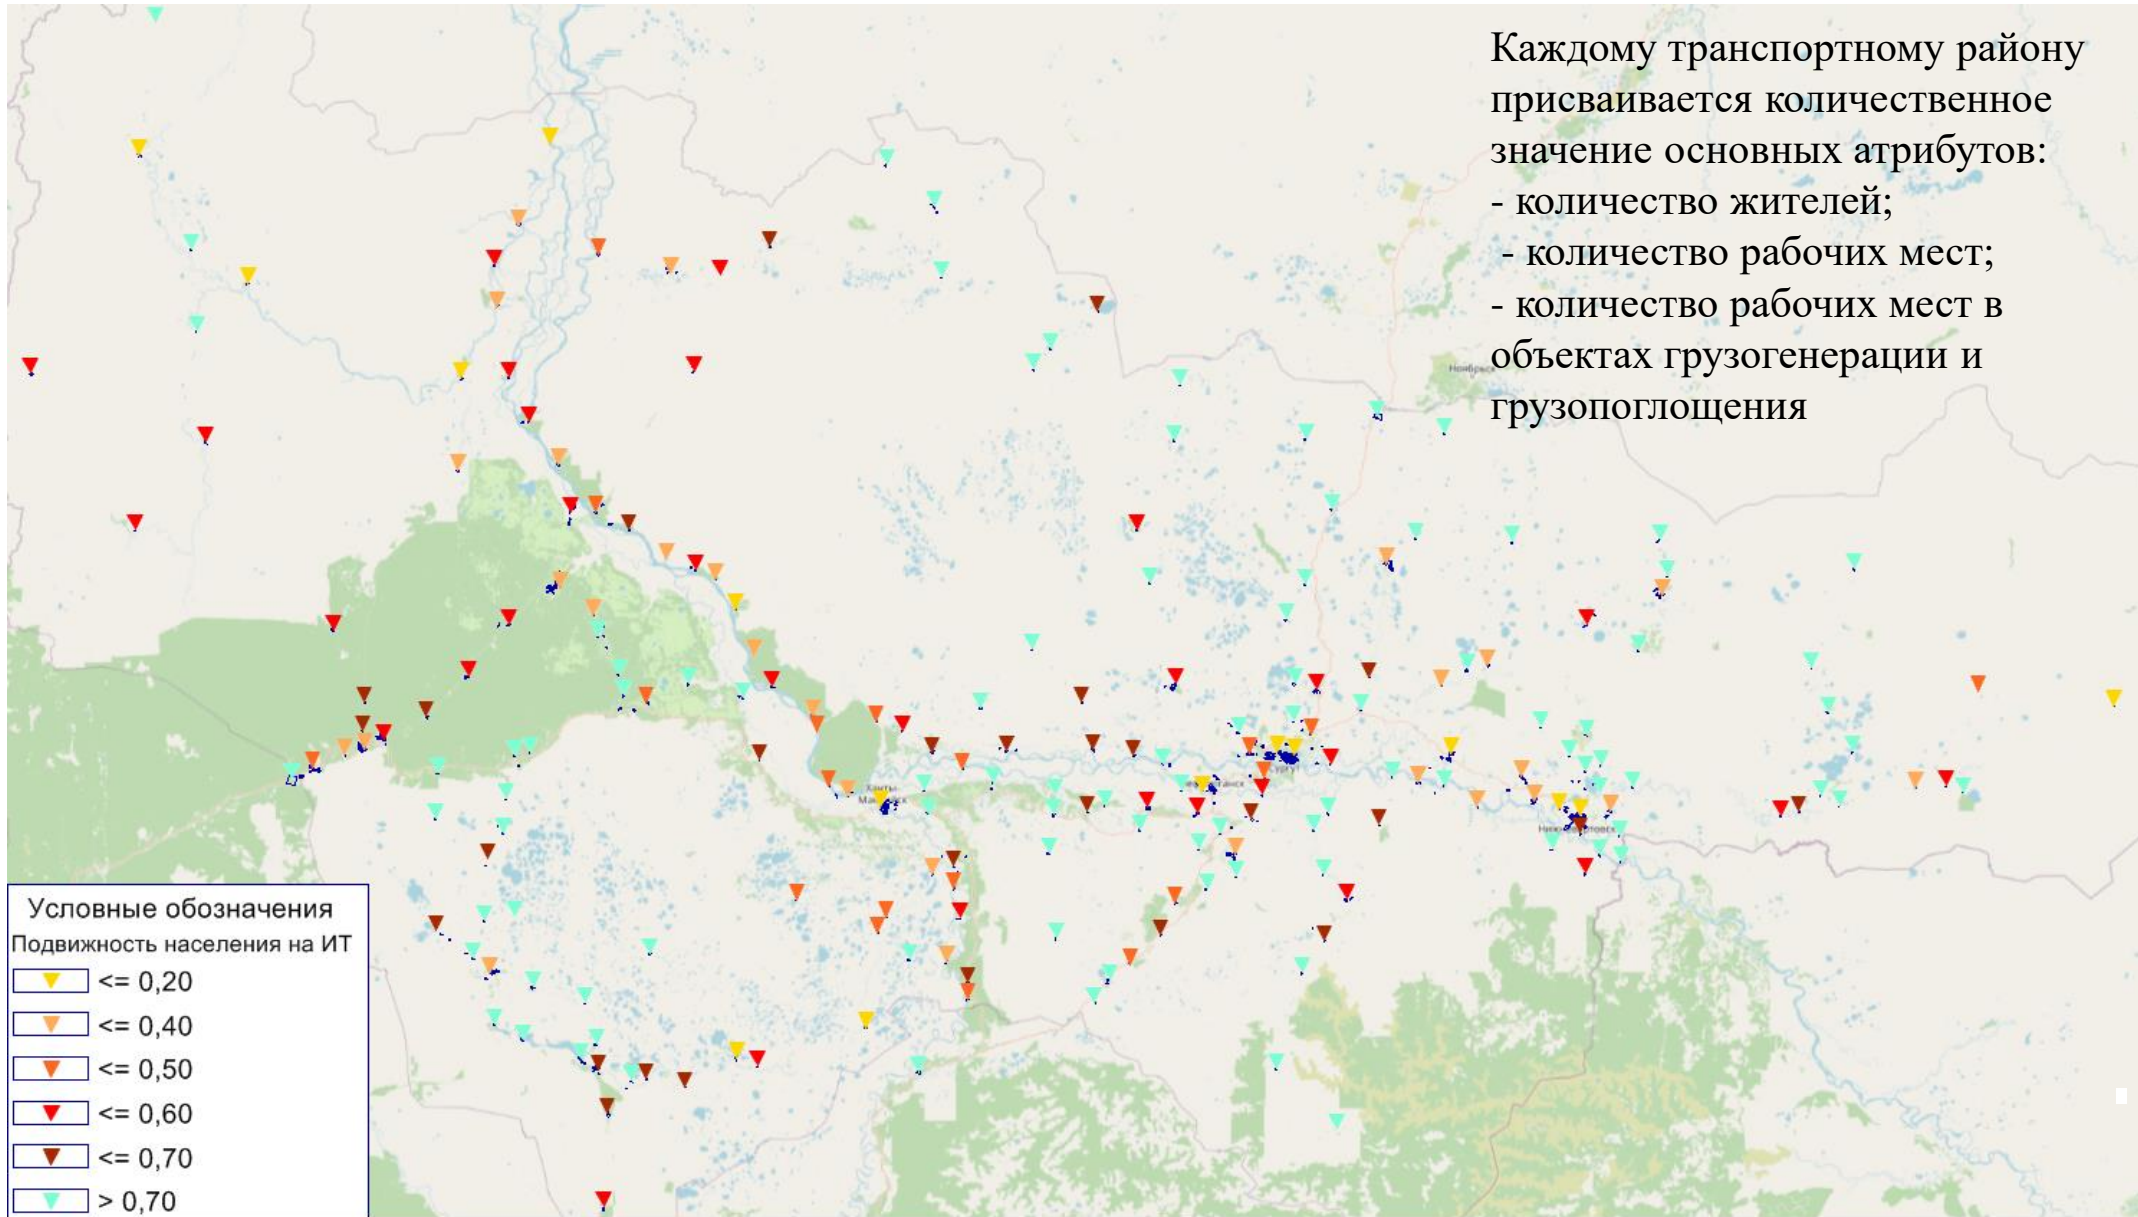 Каждому транспортному району
присваивается количественное
значение основных атрибутов:
- количество жителей;
- количество рабочих мест;
- количество рабочих мест в
объектах грузогенерации и
грузопоглощения
Ноябрьск
Условные обозначения
Подвижность населения на ИТ
<= 0,20
<= 0,40
<= 0,50
<= 0,60
<= 0,70
> 0,70